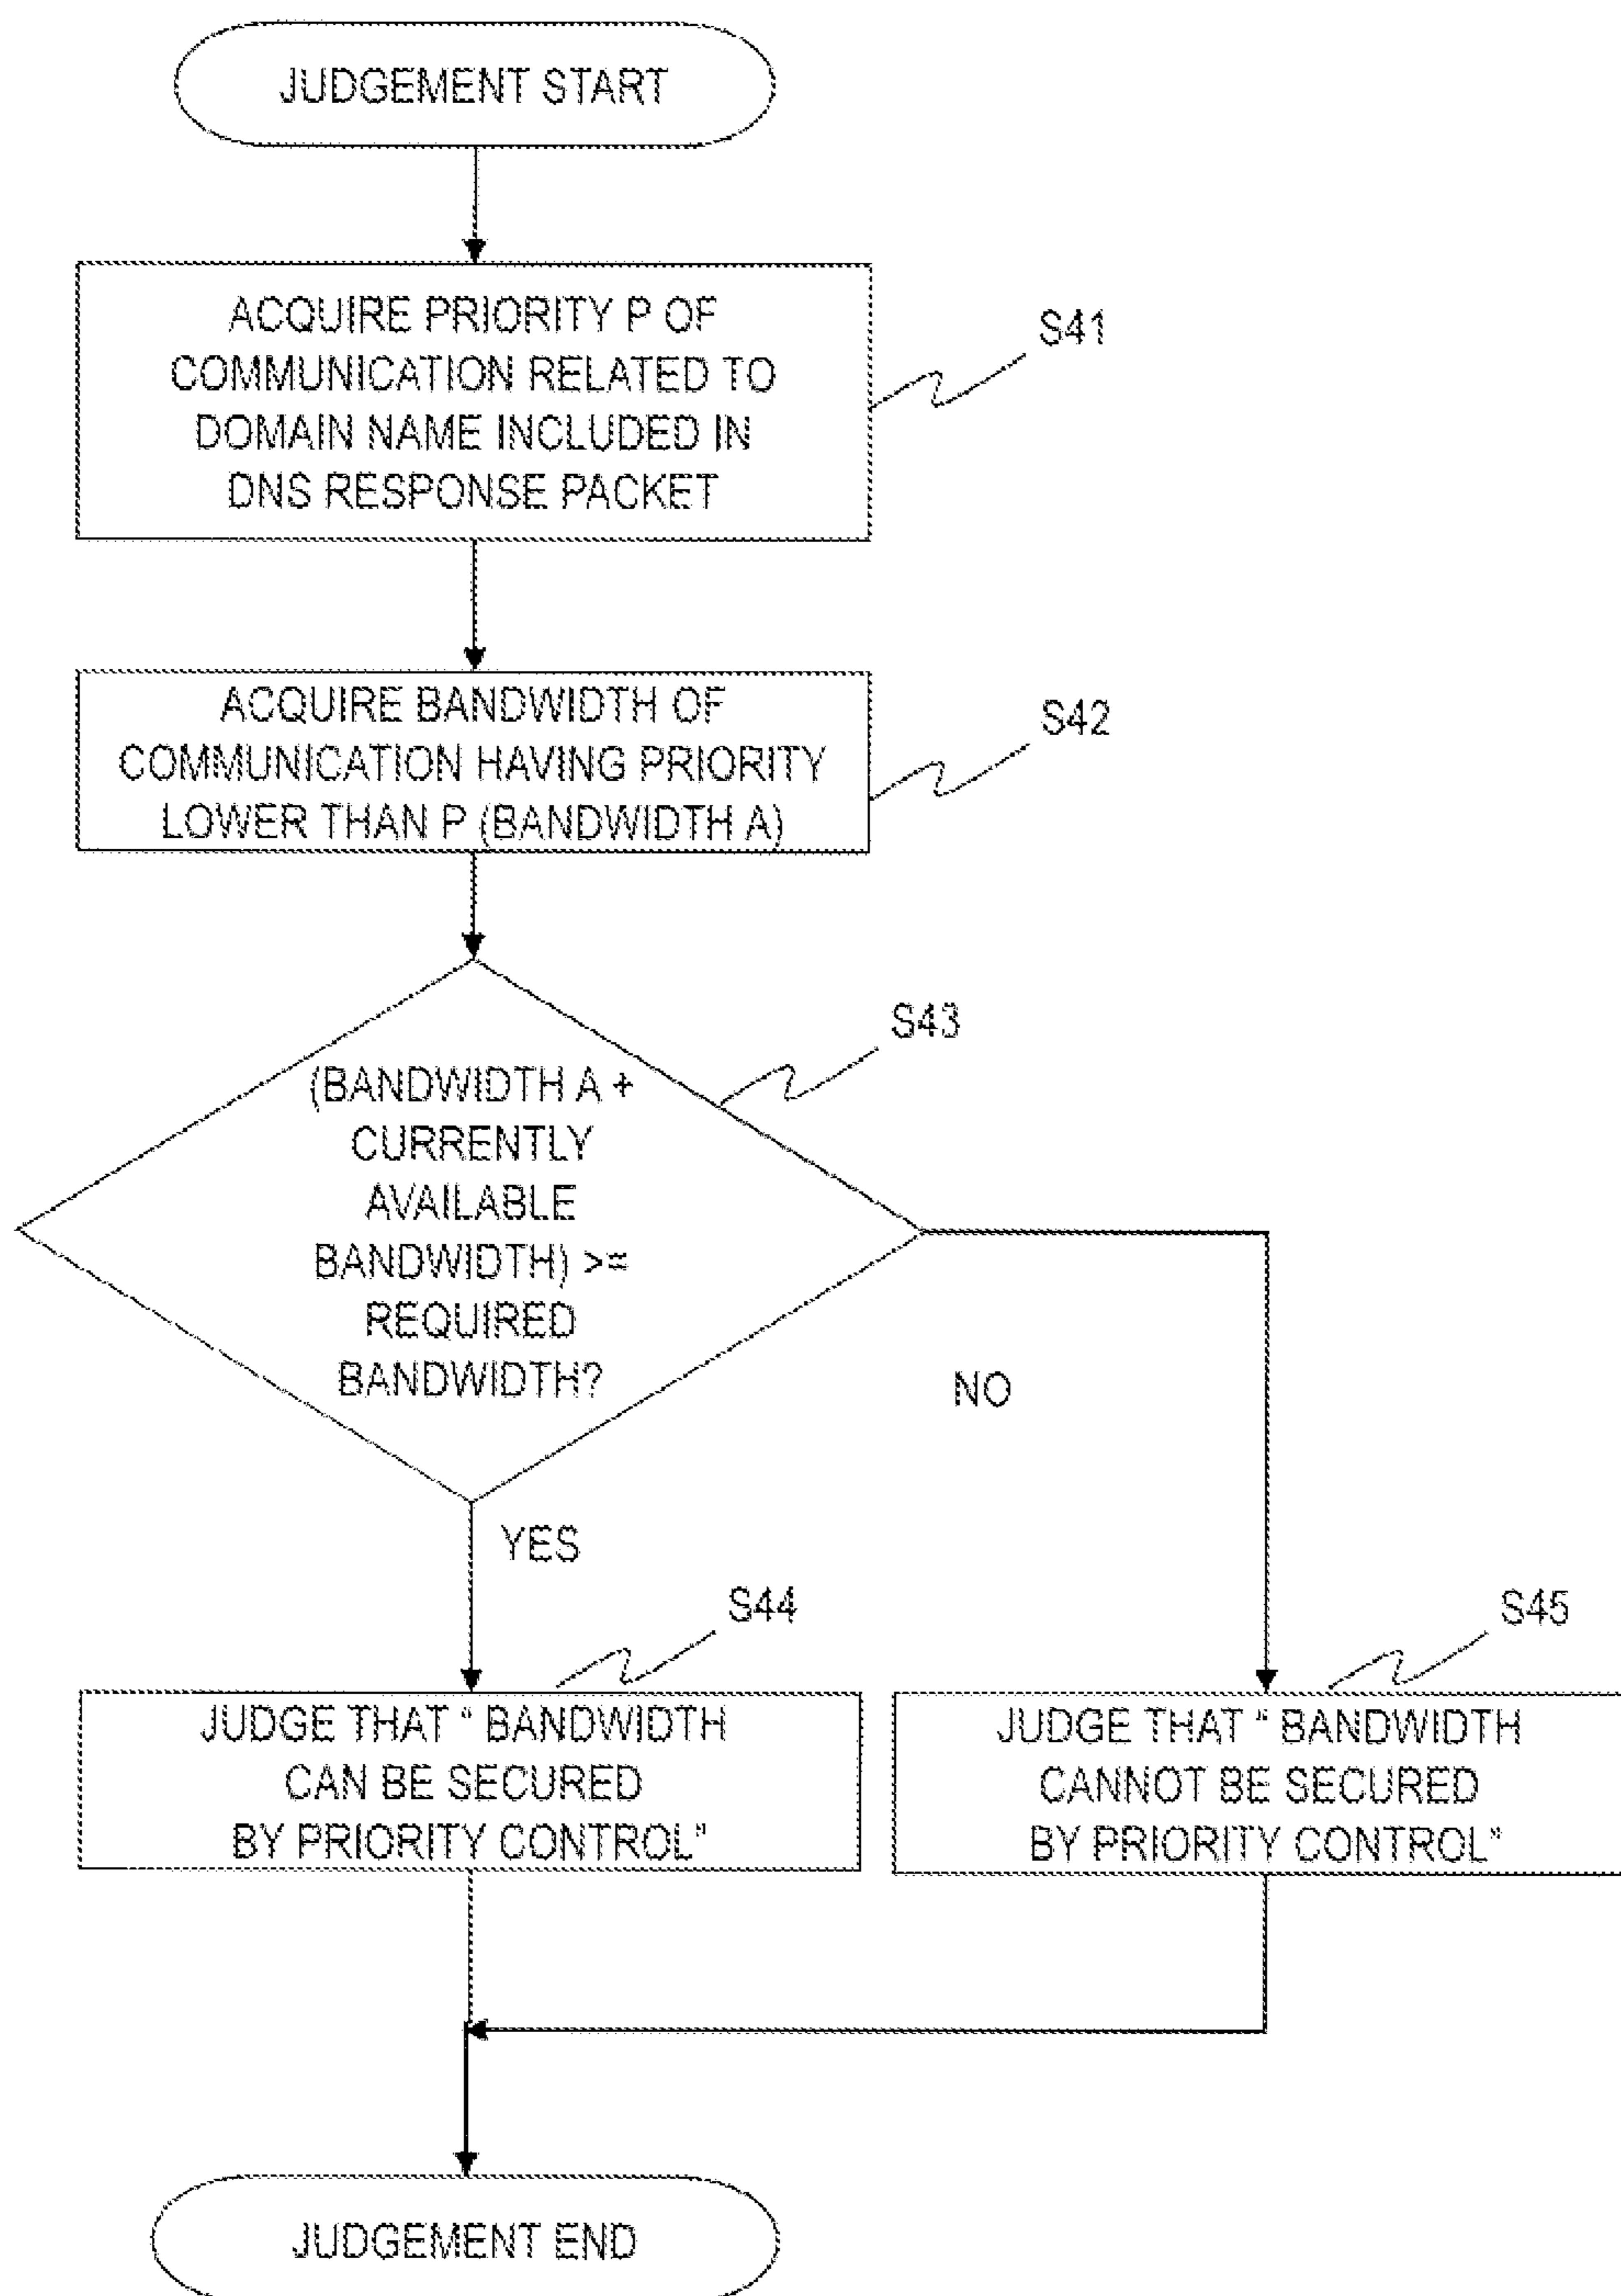 JUDGEMENT START
ACQUIRE PRIORITY P OF
COMMUNICATION RELATED TO
DOMAIN NAME INCLUDED IN
DNS RESPONSE PACKET
S41
ACQUIRE BANDWIDTH OF
COMMUNICATION HAVING PRIORITY
LOWER THAN P (BANDWIDTH A)
S42
S43
(BANDWIDTH A +
CURRENTLY
AVAILABLE
BANDWIDTH) >=
REQUIRED
BANDWIDTH?
NO
YES
S44
S45
JUDGE THAT “ BANDWIDTH
CAN BE SECURED
BY PRIORITY CONTROL”
JUDGE THAT “ BANDWIDTH
CANNOT BE SECURED
BY PRIORITY CONTROL”
JUDGEMENT END